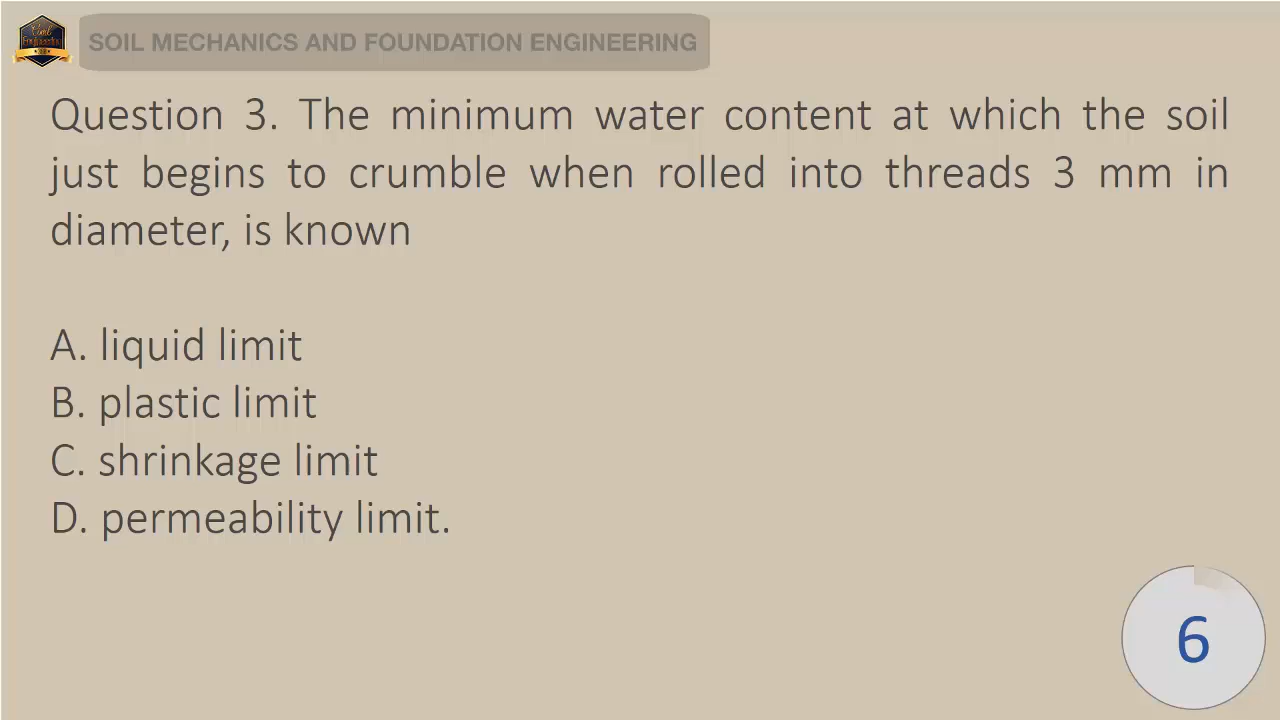 Civil
Engineering
SOIL MECHANICS AND FOUNDATION ENGINEERING
Question 3. The minimum water content at which the soil
just begins to crumble when rolled into threads 3 mm in
diameter, is known
A. liquid limit
B. plastic limit
C. shrinkage limit
D. permeability limit.
6